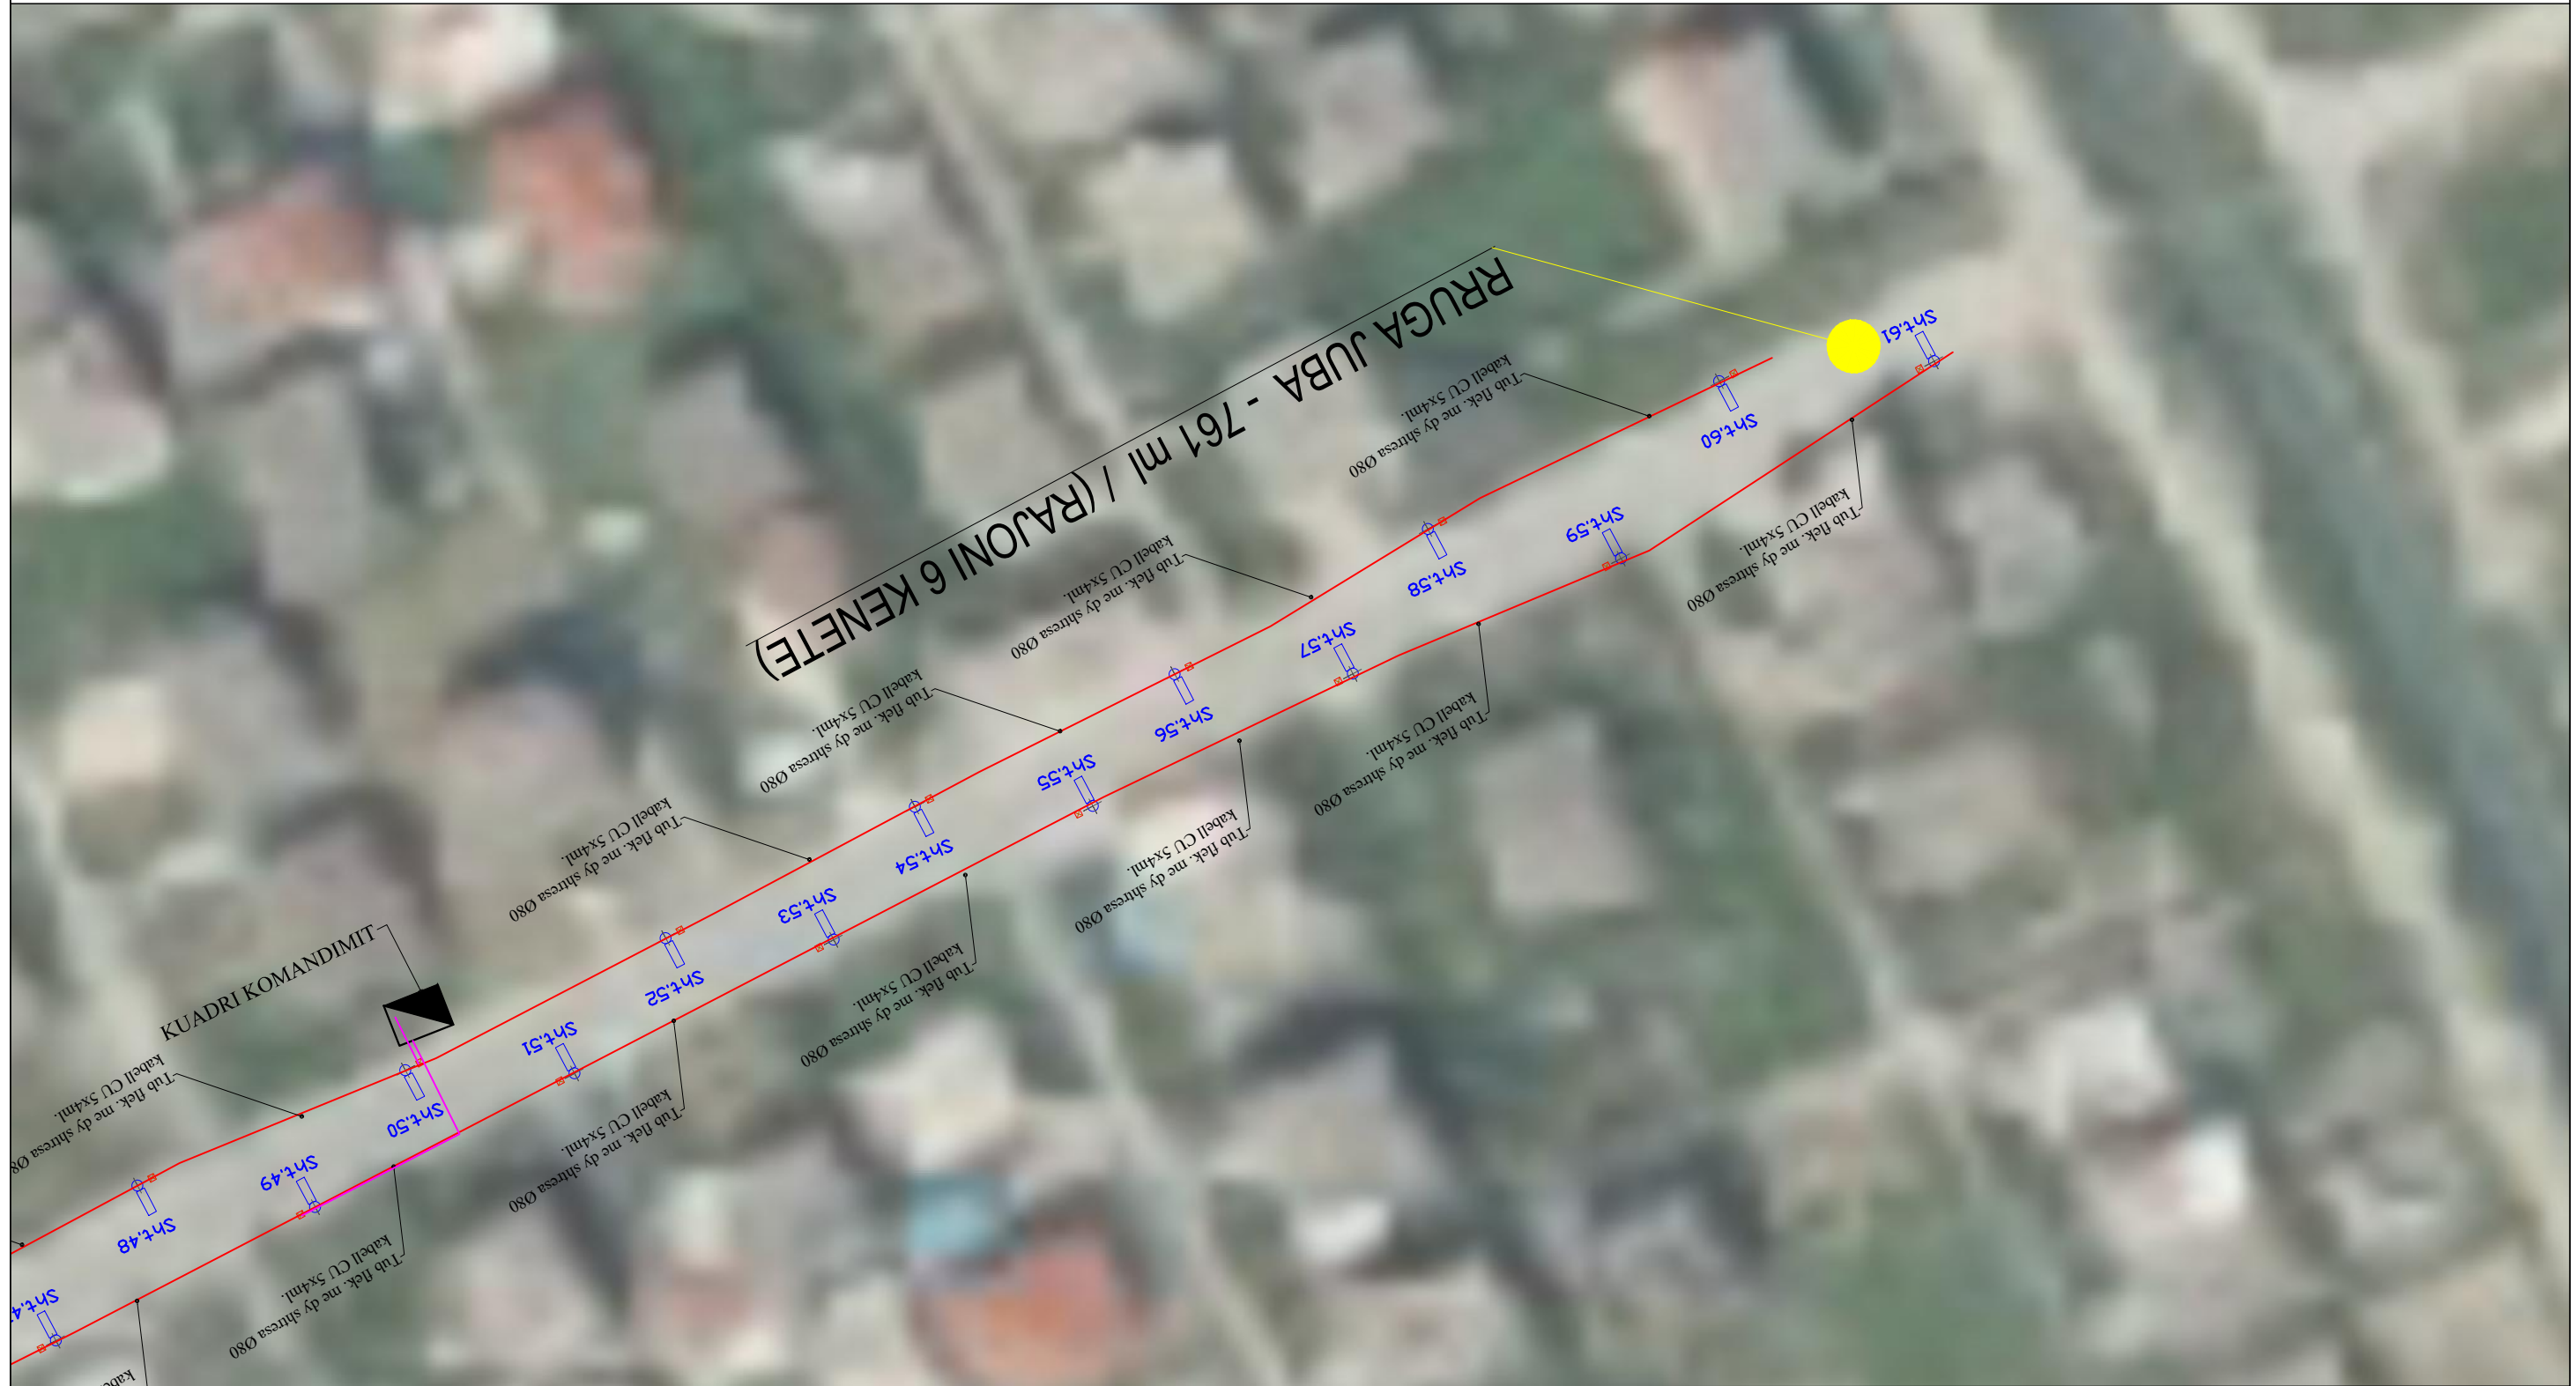 RRUGA JUBA - 761 ml / (RAJONI 6 KENETE)
Sht.61
Sht.60
Tub flek. me dy shtresa Ø80
kabell CU 5x4ml.
Sht.59
Tub flek. me dy shtresa Ø80
kabell CU 5x4ml.
Sht.58
Tub flek. me dy shtresa Ø80
kabell CU 5x4ml.
Sht.57
Tub flek. me dy shtresa Ø80
kabell CU 5x4ml.
Sht.56
Tub flek. me dy shtresa Ø80
kabell CU 5x4ml.
Sht.55
Tub flek. me dy shtresa Ø80
kabell CU 5x4ml.
Sht.54
Tub flek. me dy shtresa Ø80
kabell CU 5x4ml.
Sht.53
Tub flek. me dy shtresa Ø80
kabell CU 5x4ml.
Sht.52
Tub flek. me dy shtresa Ø80
kabell CU 5x4ml.
Sht.51
KUADRI KOMANDIMIT
Sht.50
Tub flek. me dy shtresa Ø80
kabell CU 5x4ml.
Sht.49
Tub flek. me dy shtresa Ø8
kabell CU 5x4ml.
Sht.48
Sht.4
kabe